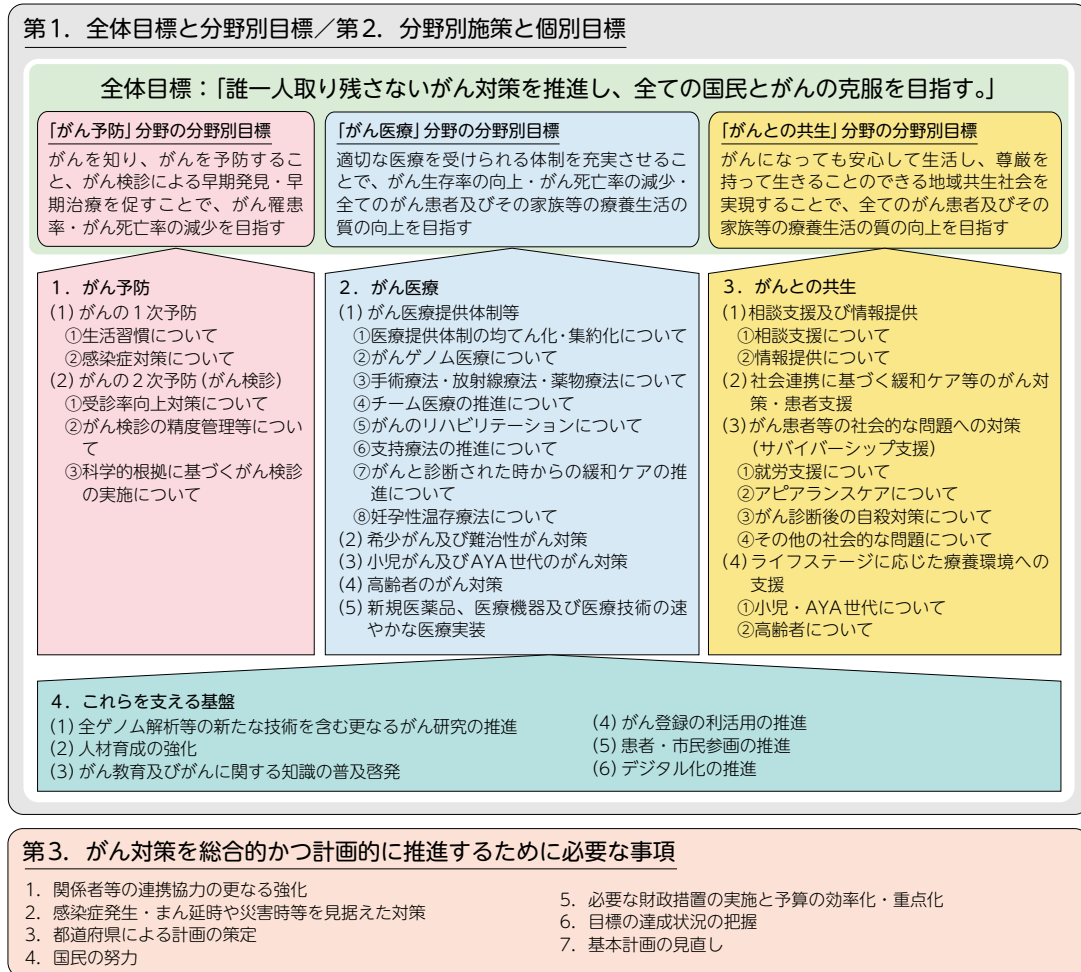 第1．全体目標と分野別目標／第2．分野別施策と個別目標
全体目標：「誰一人取り残さないがん対策を推進し、全ての国民とがんの克服を目指す。」
「がん予防」分野の分野別目標
がんを知り、がんを予防するこ
と、がん検診による早期発見・早
期治療を促すことで、がん罹患
率・がん死亡率の減少を目指す
「がん医療」分野の分野別目標
適切な医療を受けられる体制を充実させるこ
とで、がん生存率の向上・がん死亡率の減少・
全てのがん患者及びその家族等の療養生活の
質の向上を目指す
「がんとの共生」分野の分野別目標
がんになっても安心して生活し、尊厳を
持って生きることのできる地域共生社会を
実現することで、全てのがん患者及びその
家族等の療養生活の質の向上を目指す
1．がん予防
(1) がんの1次予防
①生活習慣について
②感染症対策について
(2) がんの2次予防（がん検診）
①受診率向上対策について
②がん検診の精度管理等につい
て
③科学的根拠に基づくがん検診
の実施について
2．がん医療
(1) がん医療提供体制等
①医療提供体制の均てん化・集約化について
②がんゲノム医療について
③手術療法・放射線療法・薬物療法について
④チーム医療の推進について
⑤がんのリハビリテーションについて
⑥支持療法の推進について
⑦がんと診断された時からの緩和ケアの推
進について
⑧妊孕性温存療法について
(2) 希少がん及び難治性がん対策
(3) 小児がん及びAYA世代のがん対策
(4) 高齢者のがん対策
(5) 新規医薬品、医療機器及び医療技術の速
やかな医療実装
3．がんとの共生
(1)相談支援及び情報提供
①相談支援について
②情報提供について
(2)社会連携に基づく緩和ケア等のがん対
策・患者支援
(3)がん患者等の社会的な問題への対策
（サバイバーシップ支援）
①就労支援について
②アピアランスケアについて
③がん診断後の自殺対策について
④その他の社会的な問題について
(4)ライフステージに応じた療養環境への
支援
①小児・AYA世代について
②高齢者について
4．これらを支える基盤
(1) 全ゲノム解析等の新たな技術を含む更なるがん研究の推進
(2) 人材育成の強化
(3) がん教育及びがんに関する知識の普及啓発
(4) がん登録の利活用の推進
(5) 患者・市民参画の推進
(6) デジタル化の推進
第3．がん対策を総合的かつ計画的に推進するために必要な事項
1．関係者等の連携協力の更なる強化
2．感染症発生・まん延時や災害時等を見据えた対策
3．都道府県による計画の策定
4．国民の努力
5．必要な財政措置の実施と予算の効率化・重点化
6．目標の達成状況の把握
7．基本計画の見直し